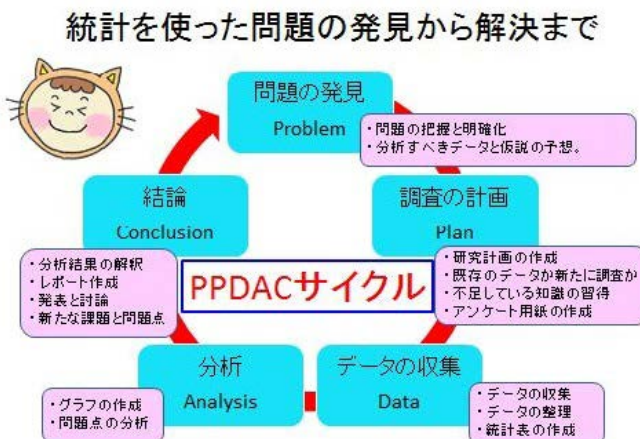 統計を使った問題の発見から解決まで
問題の発見
Problem
・問題の把握と明確化
・分析すべきデータと仮説の予想。
調査の計画
Plan
・研究計画の作成
・既存のデータか新たに調査か
・不足している知識の習得
・アンケート用紙の作成
データの収集
Data
・データの収集
・データの整理
・統計表の作成
分析
Analysis
・グラフの作成
・問題点の分析
結論
Conclusion
・分析結果の解釈
・レポート作成
・発表と討論
・新たな課題と問題点
PPDACサイクル